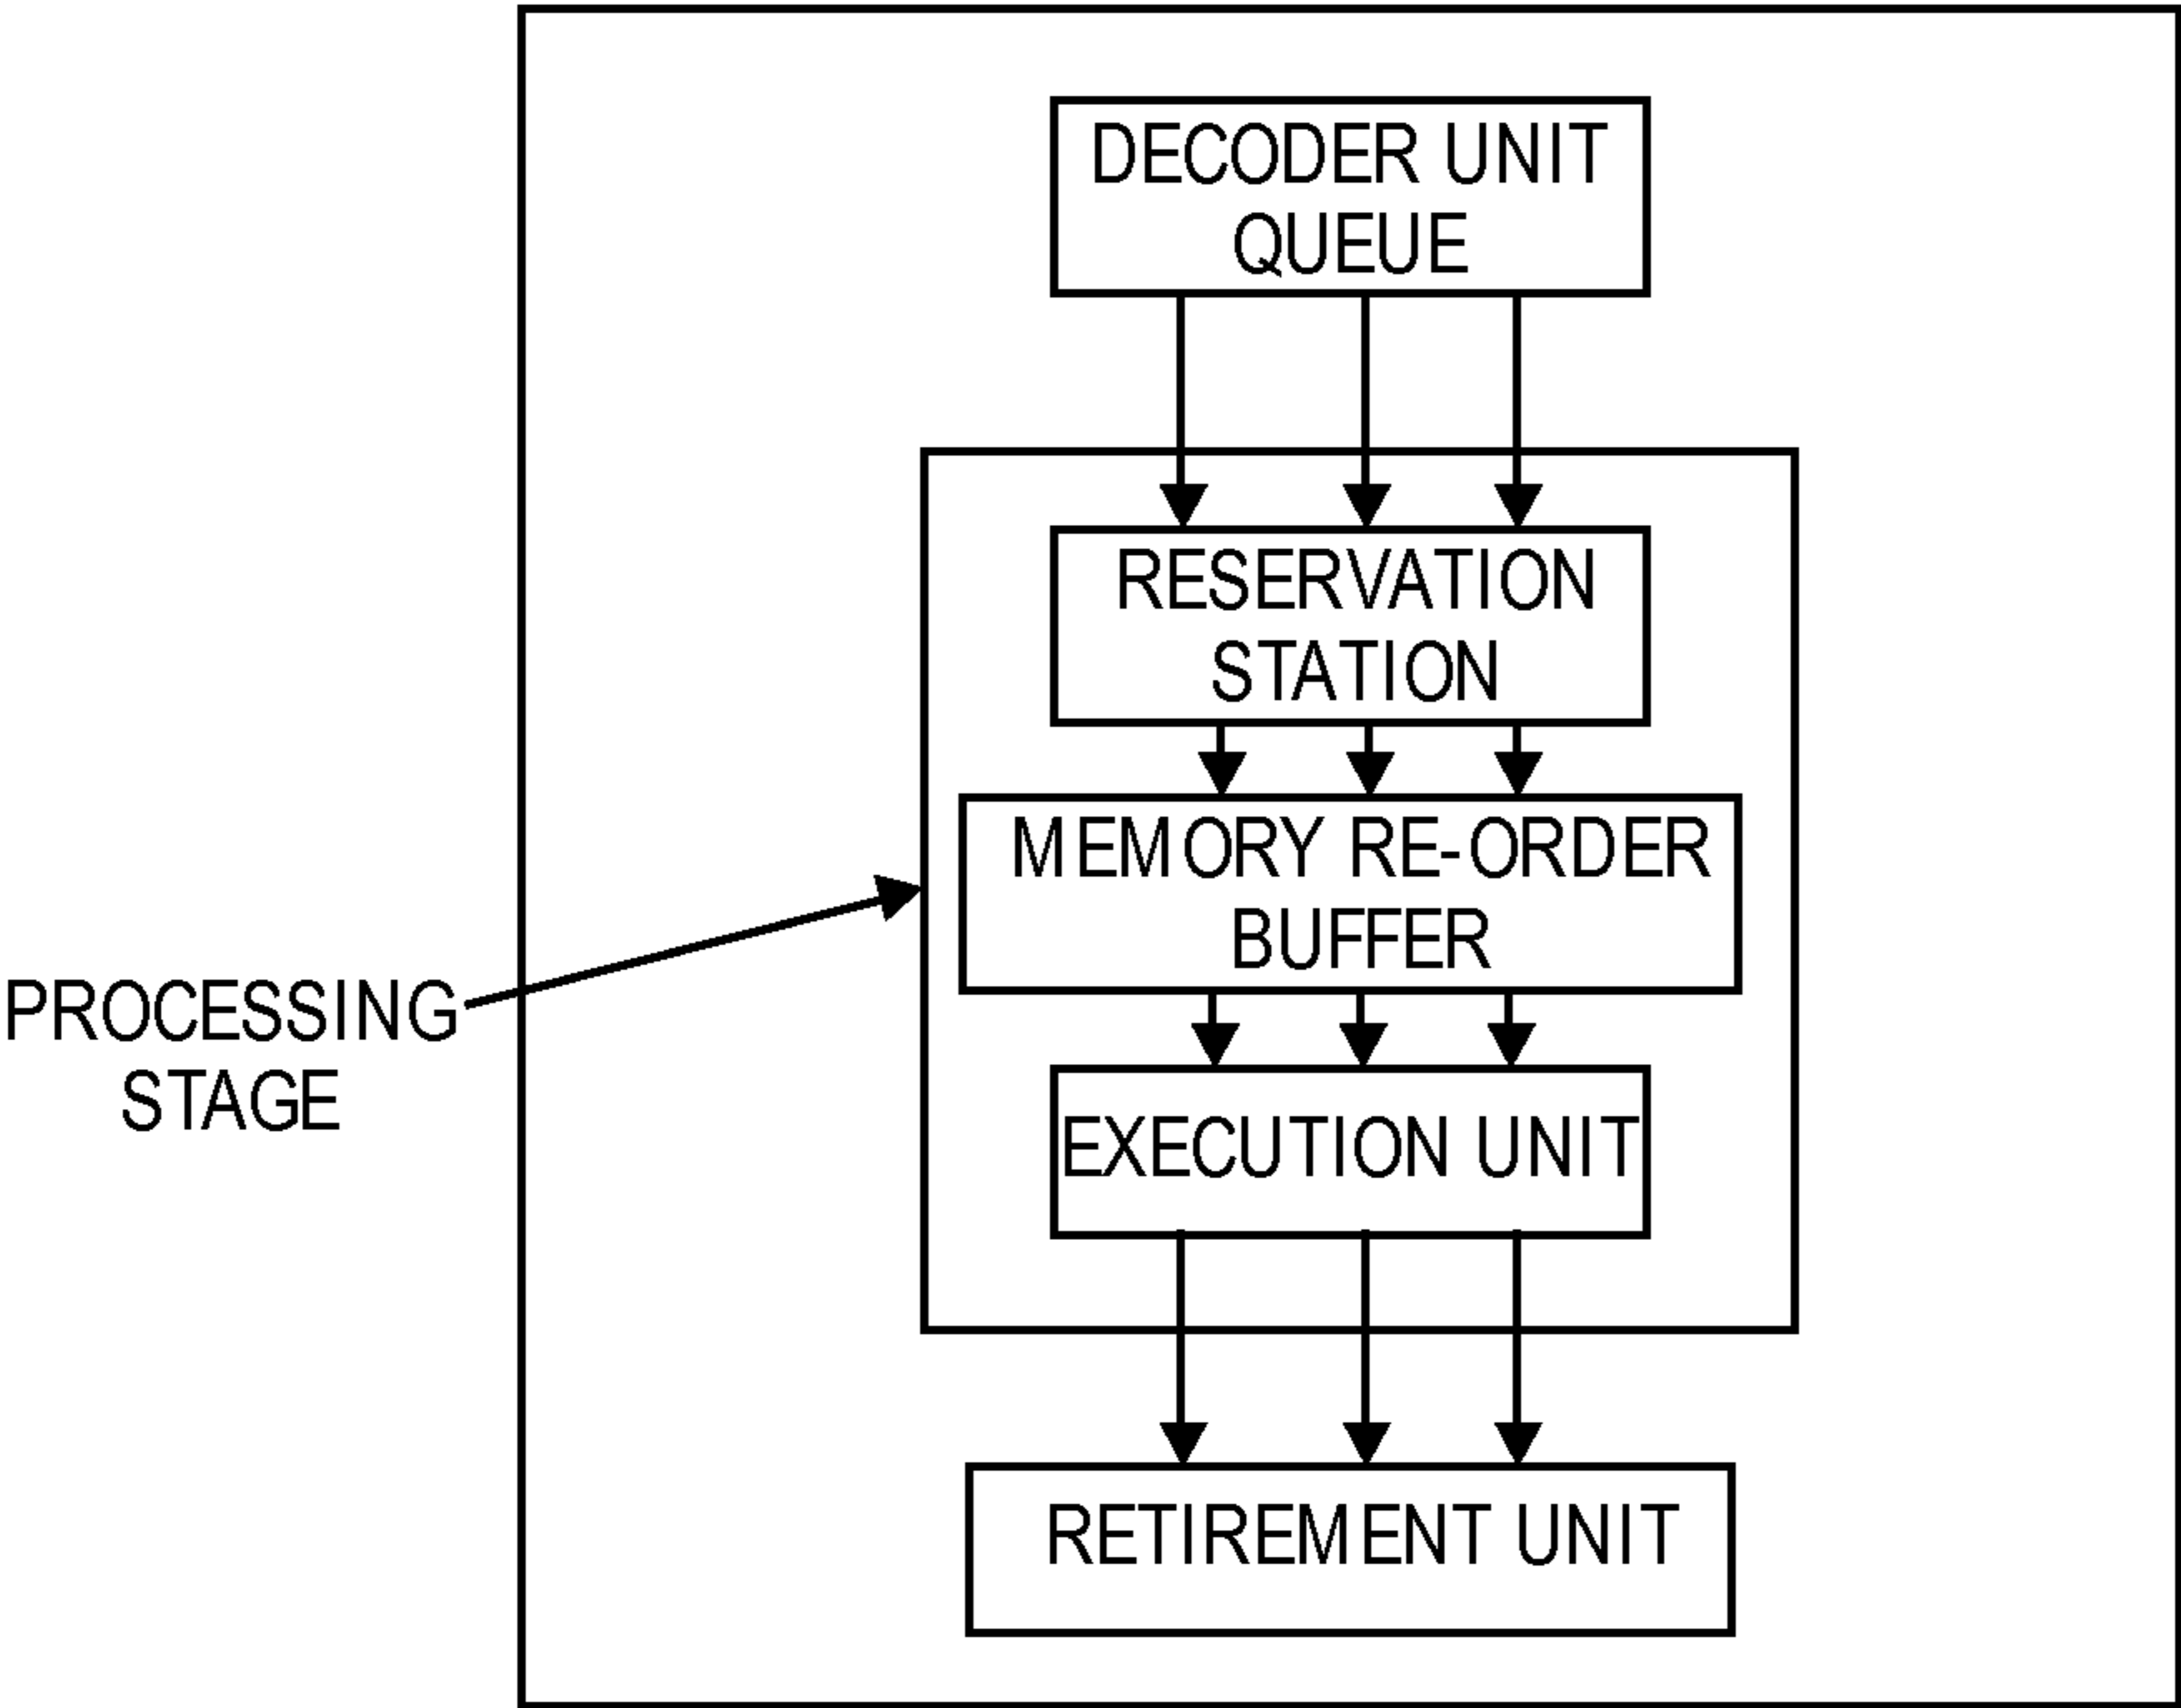 DECODER UNIT
QUEUE
RESERVATION
STATION
MEMORY RE-ORDER
BUFFER
PROCESSING
STAGE
EXECUTION UNIT
RETIREMENT UNIT